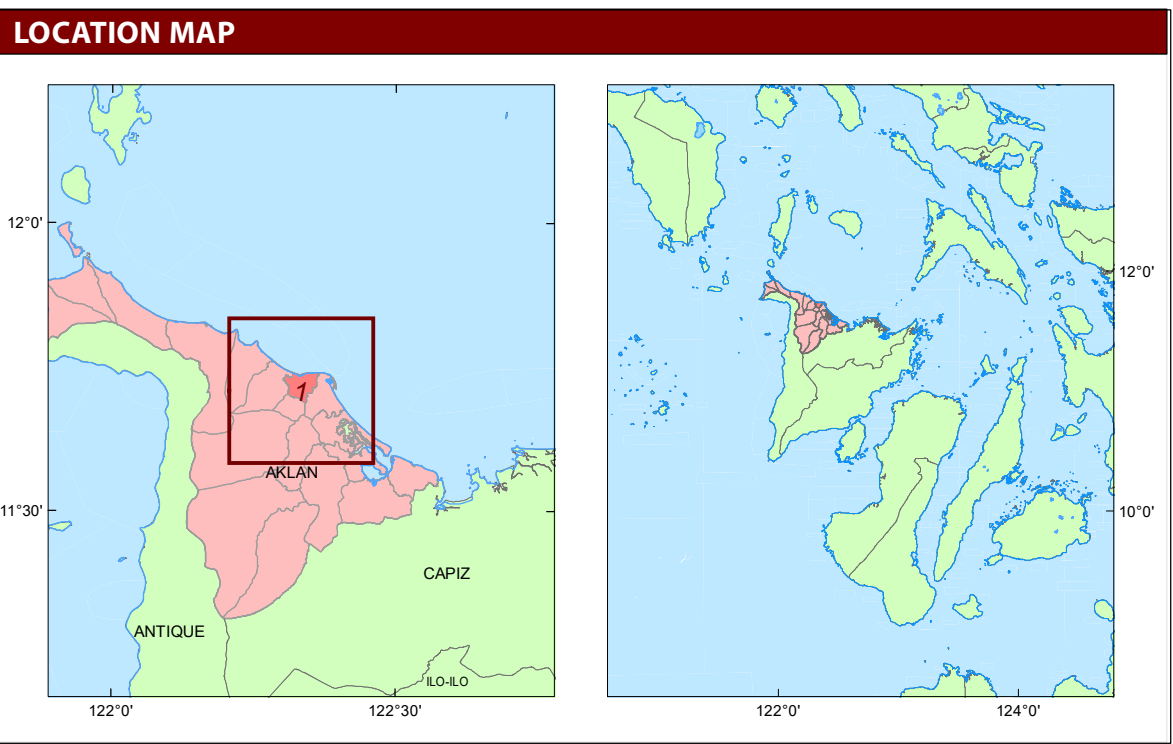 LOCATION MAP
12°0'
11°30'
1
AKLAN
CAPIZ
ANTIQUE
ILO-ILO
122°0'
122°30'
12°0'
10°0'
122°0'
124°0'